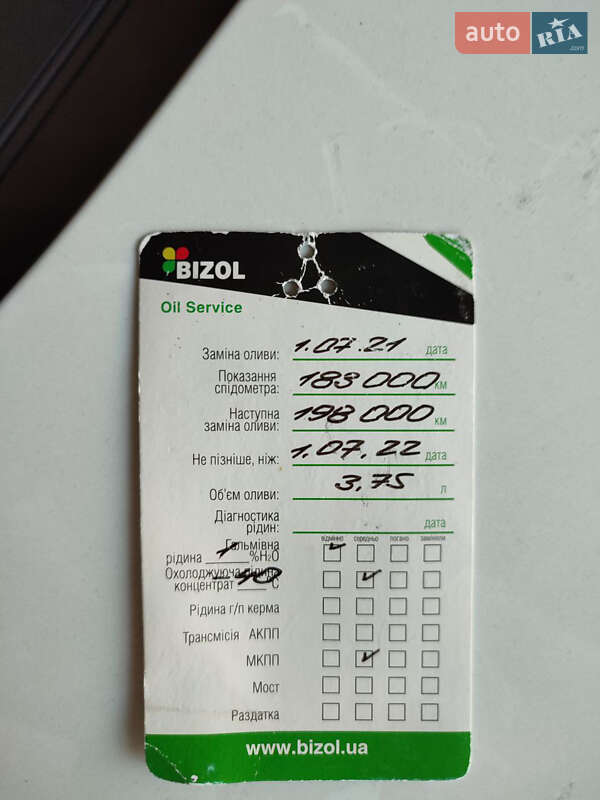 auto RIA .com
BIZOL
Oil Service
Заміна оливи: 1.07.21 дата
Показання спідометра: 183 000 км
Наступна заміна оливи: 198 000 км
Не пізніше, ніж: 1.07.22 дата
Об'єм оливи: 3.75 л
Діагностика рідин: дата
відмінно середньо погано замінили
Гальмівна рідина 1 %H2O
Охолоджуюча рідина концентрат -40 °C
Рідина г/п керма
Трансмісія АКПП
МКПП
Мост
Раздатка
www.bizol.ua